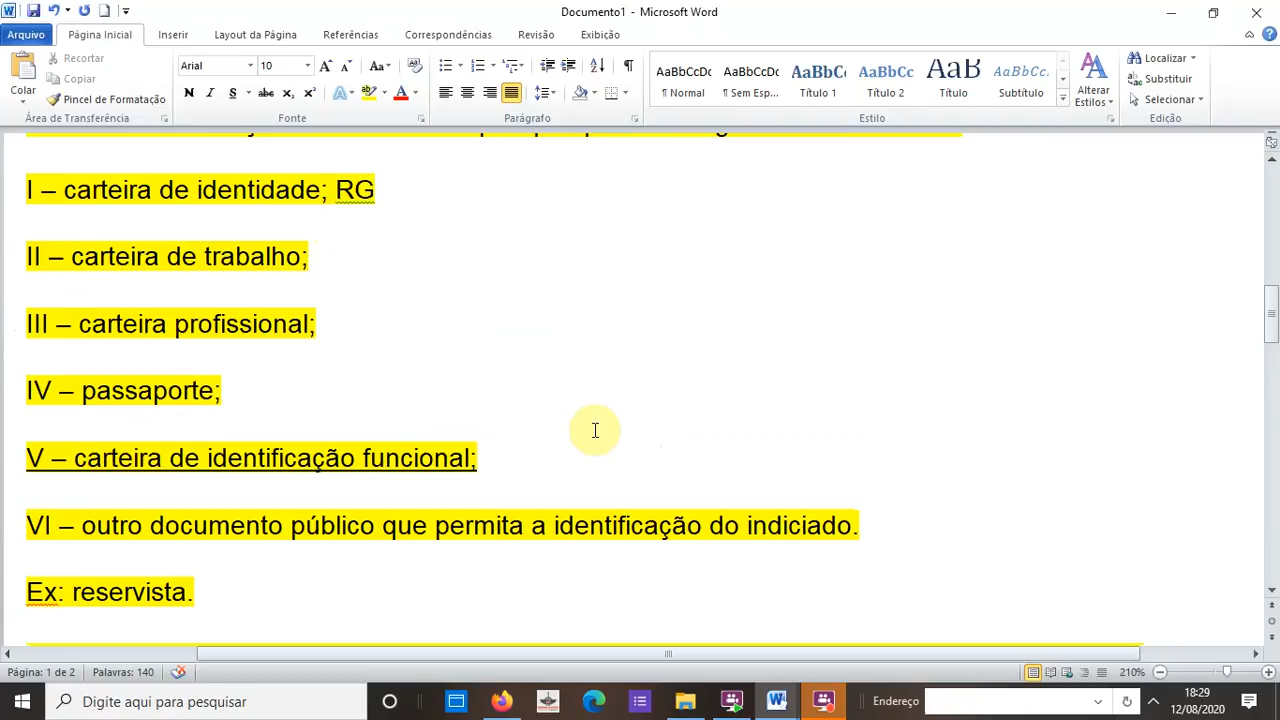 Documento1 - Microsoft Word
Arquivo Página Inicial Inserir Layout da Página Referências Correspondências Revisão Exibição
Colar
Recortar
Copiar
Pincel de Formatação
Área de Transferência
Arial 10
Fonte
Parágrafo
AaBbCcDc AaBbCcDc AaBbC AaBbCc AaB AaBbCc.
¶ Normal ¶ Sem Esp... Título 1 Título 2 Título Subtítulo
Alterar
Estilos
Estilo
Localizar
Substituir
Selecionar
Edição
I – carteira de identidade; RG
II – carteira de trabalho;
III – carteira profissional;
IV – passaporte;
V – carteira de identificação funcional;
VI – outro documento público que permita a identificação do indiciado.
Ex: reservista.
Página: 1 de 2 Palavras: 140 210%
Digite aqui para pesquisar
Endereço
18:29
12/08/2020